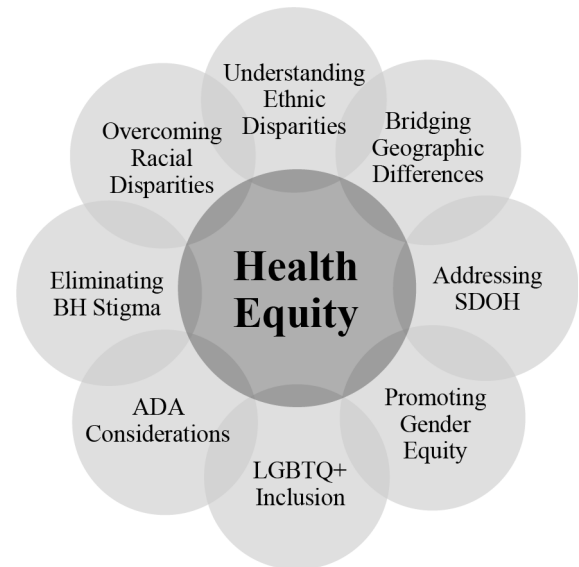 Understanding
Ethnic
Disparities
Bridging
Geographic
Differences
Addressing
SDOH
Promoting
Gender
Equity
LGBTQ+
Inclusion
ADA
Considerations
Eliminating
BH Stigma
Overcoming
Racial
Disparities
Health
Equity